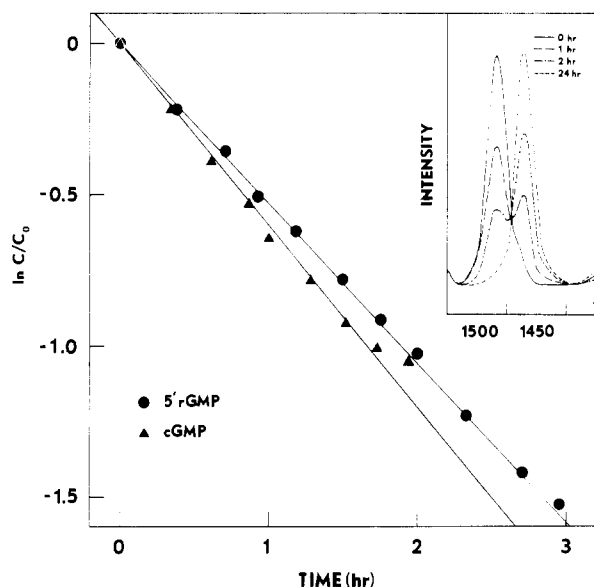 0
-0.5
-1.0
-1.5
ln C/C₀
5'rGMP
cGMP
0 1 2 3
TIME (hr)
0 hr
1 hr
2 hr
24 hr
INTENSITY
1500 1450